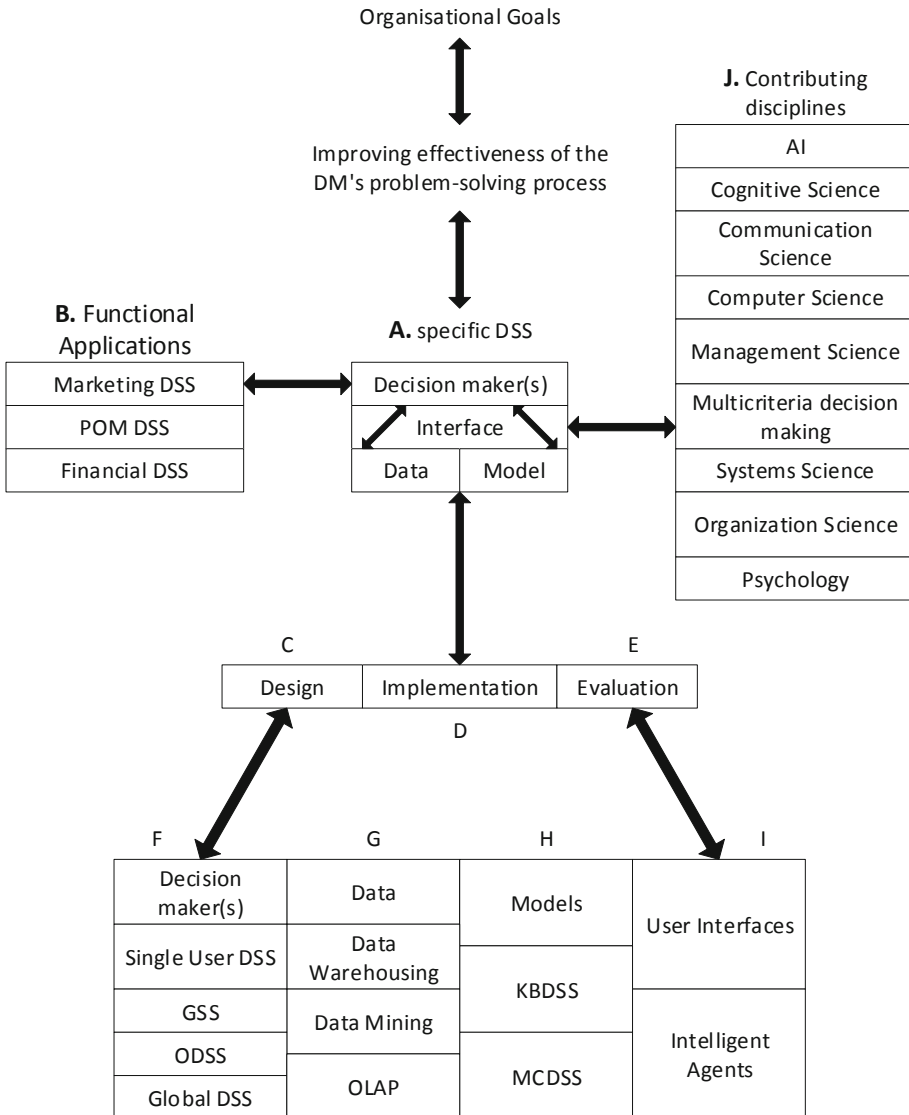 Organisational Goals
Improving effectiveness of the
DM's problem-solving process
J. Contributing
disciplines
AI
Cognitive Science
Communication
Science
Computer Science
Management Science
Multicriteria decision
making
Systems Science
Organization Science
Psychology
B. Functional
Applications
Marketing DSS
POM DSS
Financial DSS
A. specific DSS
Decision maker(s)
Interface
Data
Model
C
E
Design
Implementation
Evaluation
D
F
G
H
I
Decision
maker(s)
Single User DSS
GSS
ODSS
Global DSS
Data
Data
Warehousing
Data Mining
OLAP
Models
KBDSS
MCDSS
User Interfaces
Intelligent
Agents